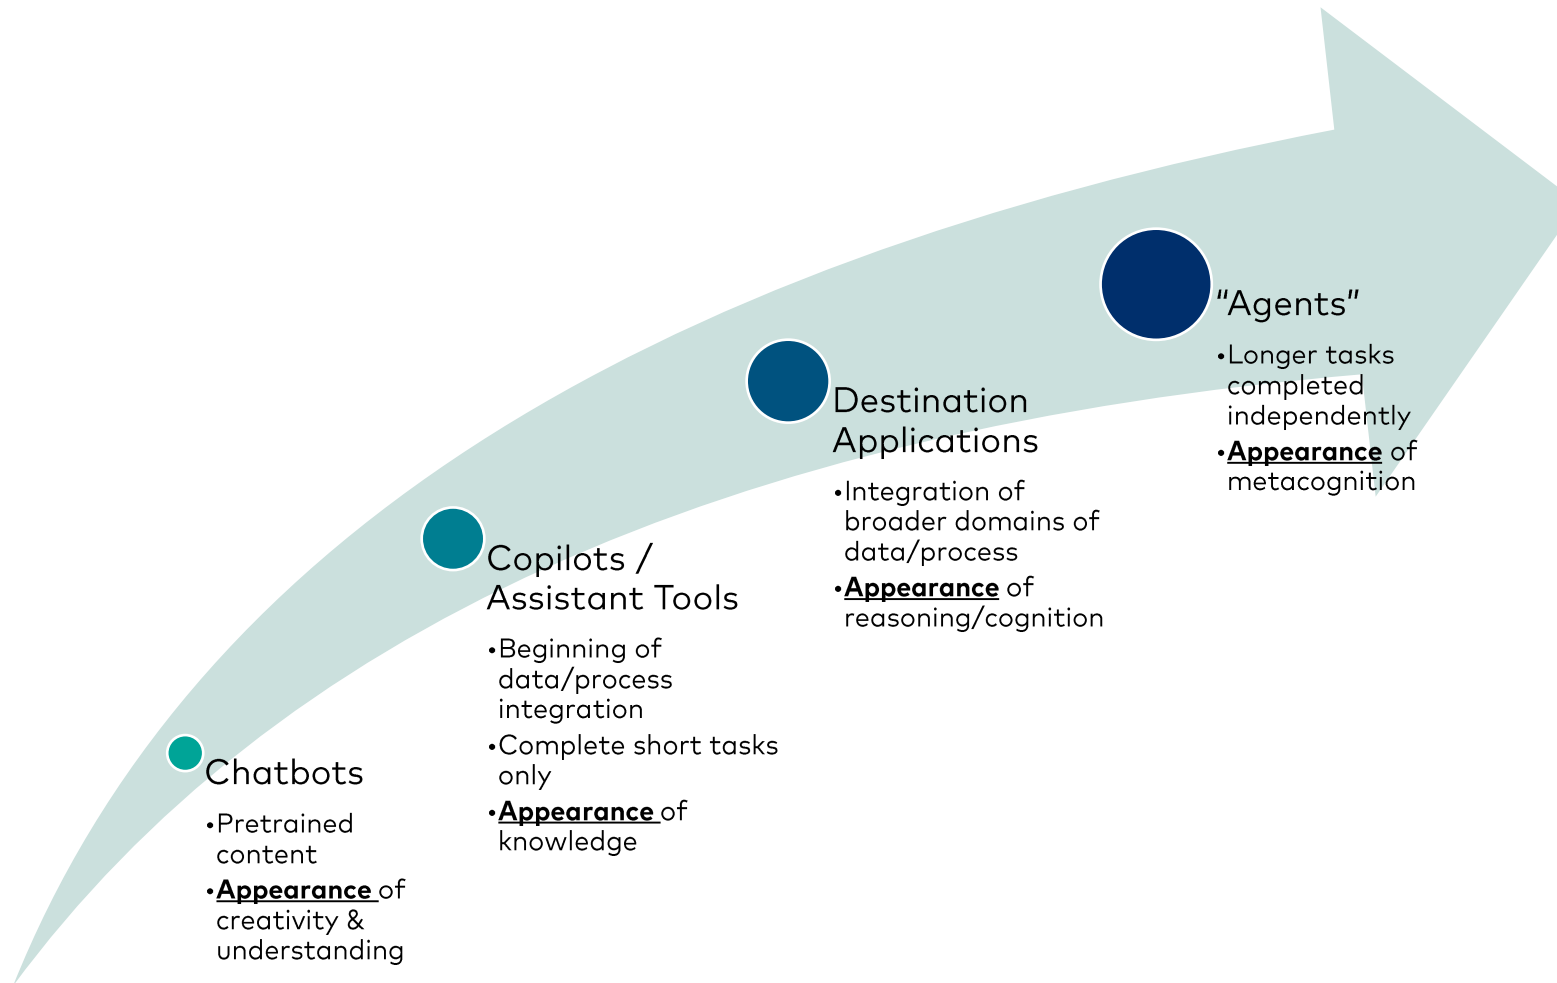 Chatbots
•Pretrained
content
•Appearance of
creativity &
understanding
Copilots /
Assistant Tools
•Beginning of
data/process
integration
•Complete short tasks
only
•Appearance of
knowledge
Destination
Applications
•Integration of
broader domains of
data/process
•Appearance of
reasoning/cognition
“Agents”
•Longer tasks
completed
independently
•Appearance of
metacognition